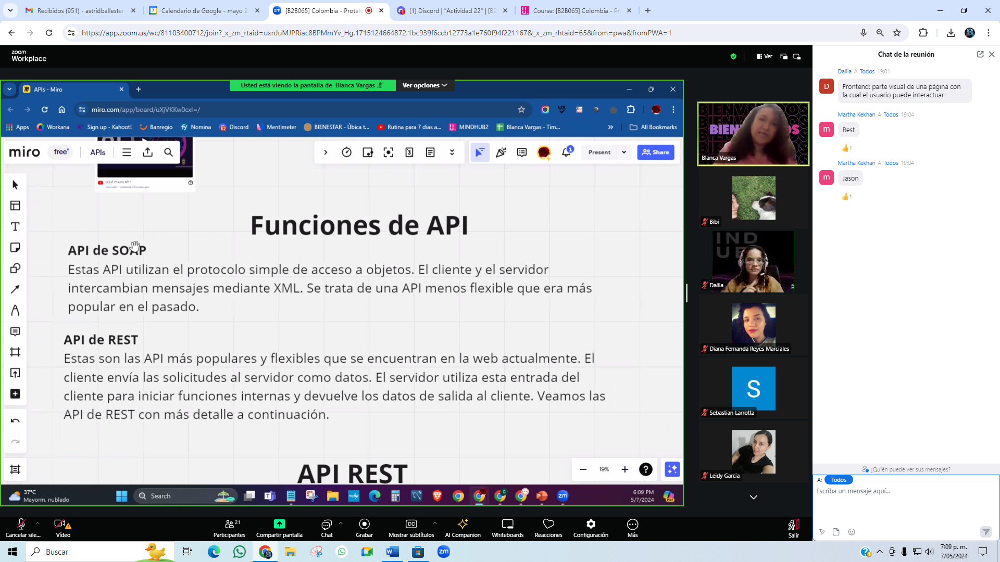 Recibidos (951) - astridballester
Calendario de Google - mayo 2
[B2B065] Colombia - Protale
(1) Discord | "Actividad 22" | [B2
Course: [B2B065] Colombia - Pr
https://app.zoom.us/wc/81103400712/join?_x_zm_rtaid=uxnJuMJPRiac8BPMmYv_Hg.1715124664872.1bc939f6ccb12773a1e760f94f221167&_x_zm_rhtaid=65&from=pwa&fromPWA=1
zoom
Workplace
Ver
APIs - Miro
Usted está viendo la pantalla de Blanca Vargas
Ver opciones
miro.com/app/board/uXjVKKw0cxI=/
Apps
Workana
Sign up - Kahoot!
Banregio
Nomina
Discord
Mentimeter
BIENESTAR - Úbica t...
Rutina para 7 dias a...
MINDHUB2
Blanca Vargas - Tim...
»
All Bookmarks
miro
free
APIs
1
Present
Share
¿Qué es una API?
YouTube Updated 2 minutes ago
Funciones de API
API de SOAP
Estas API utilizan el protocolo simple de acceso a objetos. El cliente y el servidor
intercambian mensajes mediante XML. Se trata de una API menos flexible que era más
popular en el pasado.
API de REST
Estas son las API más populares y flexibles que se encuentran en la web actualmente. El
cliente envía las solicitudes al servidor como datos. El servidor utiliza esta entrada del
cliente para iniciar funciones internas y devuelve los datos de salida al cliente. Veamos las
API de REST con más detalle a continuación.
API REST
19%
37°C
Mayorm. nublado
Search
6:09 PM
5/7/2024
Blanca Vargas
Bibi
Dalila
Diana Fernanda Reyes Marciales
S
Sebastian Larrotta
Leidy Garcia
Chat de la reunión
Dalila A Todos 19:01
D
Frontend: parte visual de una página con
la cual el usuario puede interactuar
Martha Kekhan A Todos 19:04
m
Rest
👍1
Martha Kekhan A Todos 19:04
m
Jason
👍1
¿Quién puede ver sus mensajes?
A: Todos
Escriba un mensaje aquí...
Cancelar sile...
Vídeo
21
Participantes
Compartir pantalla
Chat
Grabar
Mostrar subtítulos
AI Companion
Whiteboards
Reacciones
Configuración
Más
Salir
Buscar
7:09 p. m.
7/05/2024